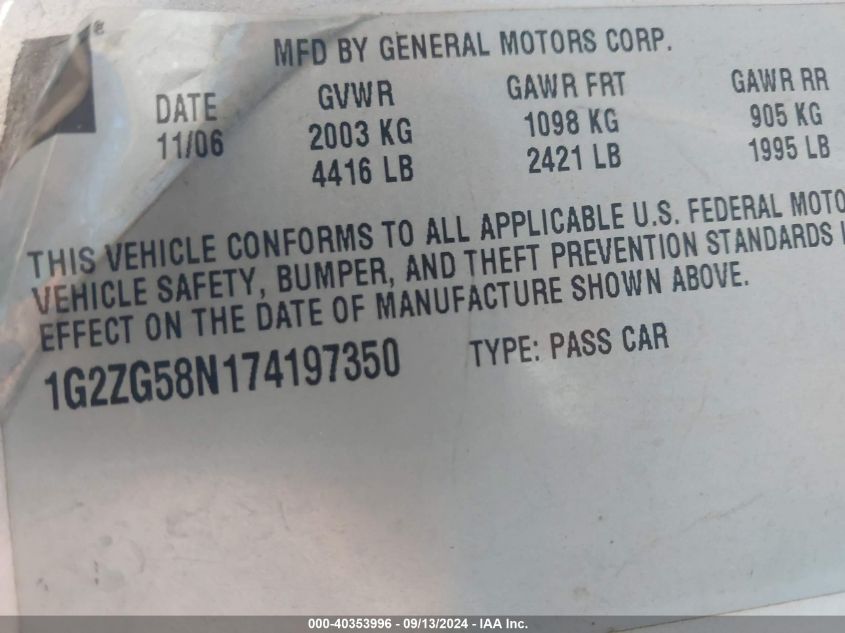 ®
MFD BY GENERAL MOTORS CORP.
DATE GVWR GAWR FRT GAWR RR
11/06 2003 KG 1098 KG 905 KG
4416 LB 2421 LB 1995 LB
THIS VEHICLE CONFORMS TO ALL APPLICABLE U.S. FEDERAL MOTO
VEHICLE SAFETY, BUMPER, AND THEFT PREVENTION STANDARDS I
EFFECT ON THE DATE OF MANUFACTURE SHOWN ABOVE.
1G2ZG58N174197350 TYPE: PASS CAR
000-40353996 - 09/13/2024 - IAA Inc.